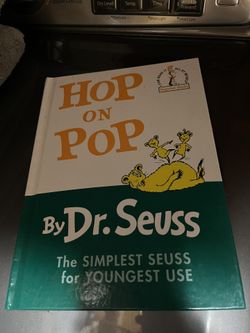 HOP
ON
POP
By Dr. Seuss
The SIMPLEST SEUSS
for YOUNGEST USE